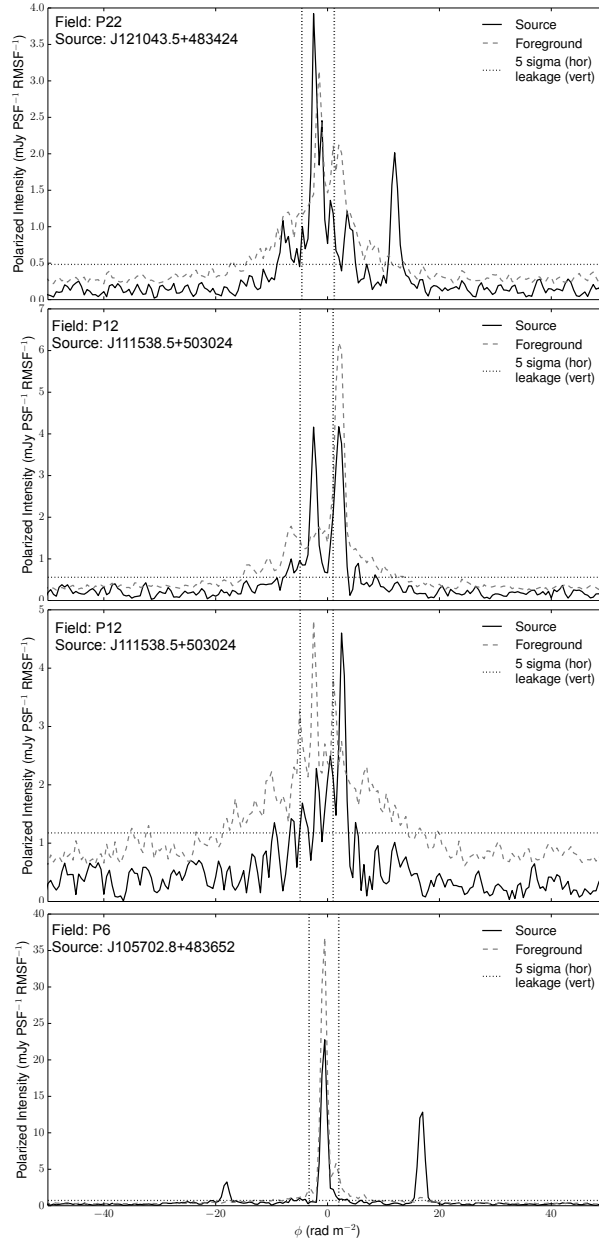 Field: P22
Source: J121043.5+483424
Source
Foreground
5 sigma (hor)
leakage (vert)
Polarized Intensity (mJy PSF⁻¹ RMSF⁻¹)
4.0
3.5
3.0
2.5
2.0
1.5
1.0
0.5
0.0
Field: P12
Source: J111538.5+503024
Source
Foreground
5 sigma (hor)
leakage (vert)
Polarized Intensity (mJy PSF⁻¹ RMSF⁻¹)
7
6
5
4
3
2
1
0
Field: P12
Source: J111538.5+503024
Source
Foreground
5 sigma (hor)
leakage (vert)
Polarized Intensity (mJy PSF⁻¹ RMSF⁻¹)
5
4
3
2
1
0
Field: P6
Source: J105702.8+483652
Source
Foreground
5 sigma (hor)
leakage (vert)
Polarized Intensity (mJy PSF⁻¹ RMSF⁻¹)
40
35
30
25
20
15
10
5
0
−40 −20 0 20 40
ϕ (rad m⁻²)